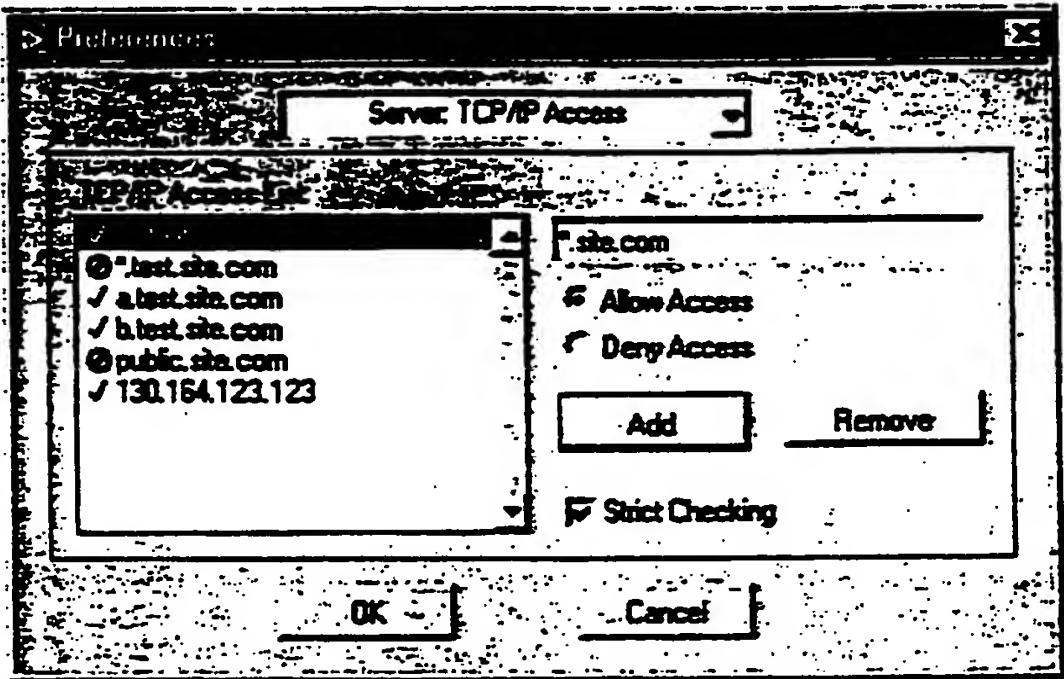 Preferences
Server: TCP/IP Access
TCP/IP Access List
*.site.com
*.test.site.com
a.test.site.com
b.test.site.com
public.site.com
130.164.123.123
Allow Access
Deny Access
Add
Remove
Strict Checking
OK
Cancel